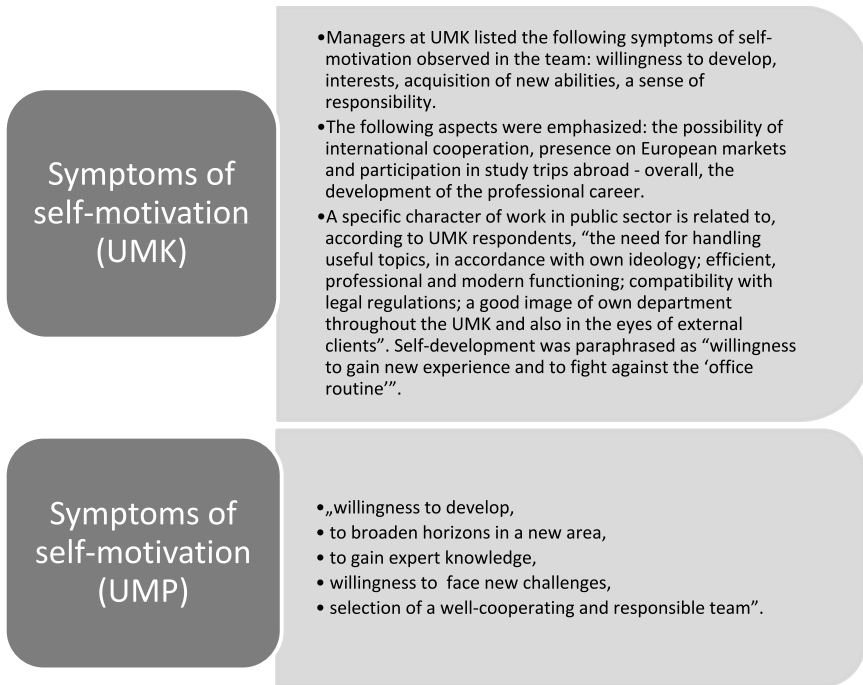 Symptoms of
self-motivation
(UMK)
•Managers at UMK listed the following symptoms of self-
motivation observed in the team: willingness to develop,
interests, acquisition of new abilities, a sense of
responsibility.
•The following aspects were emphasized: the possibility of
international cooperation, presence on European markets
and participation in study trips abroad - overall, the
development of the professional career.
•A specific character of work in public sector is related to,
according to UMK respondents, “the need for handling
useful topics, in accordance with own ideology; efficient,
professional and modern functioning; compatibility with
legal regulations; a good image of own department
throughout the UMK and also in the eyes of external
clients”. Self-development was paraphrased as “willingness
to gain new experience and to fight against the ‘office
routine’”.
Symptoms of
self-motivation
(UMP)
•„willingness to develop,
• to broaden horizons in a new area,
• to gain expert knowledge,
• willingness to  face new challenges,
• selection of a well-cooperating and responsible team”.